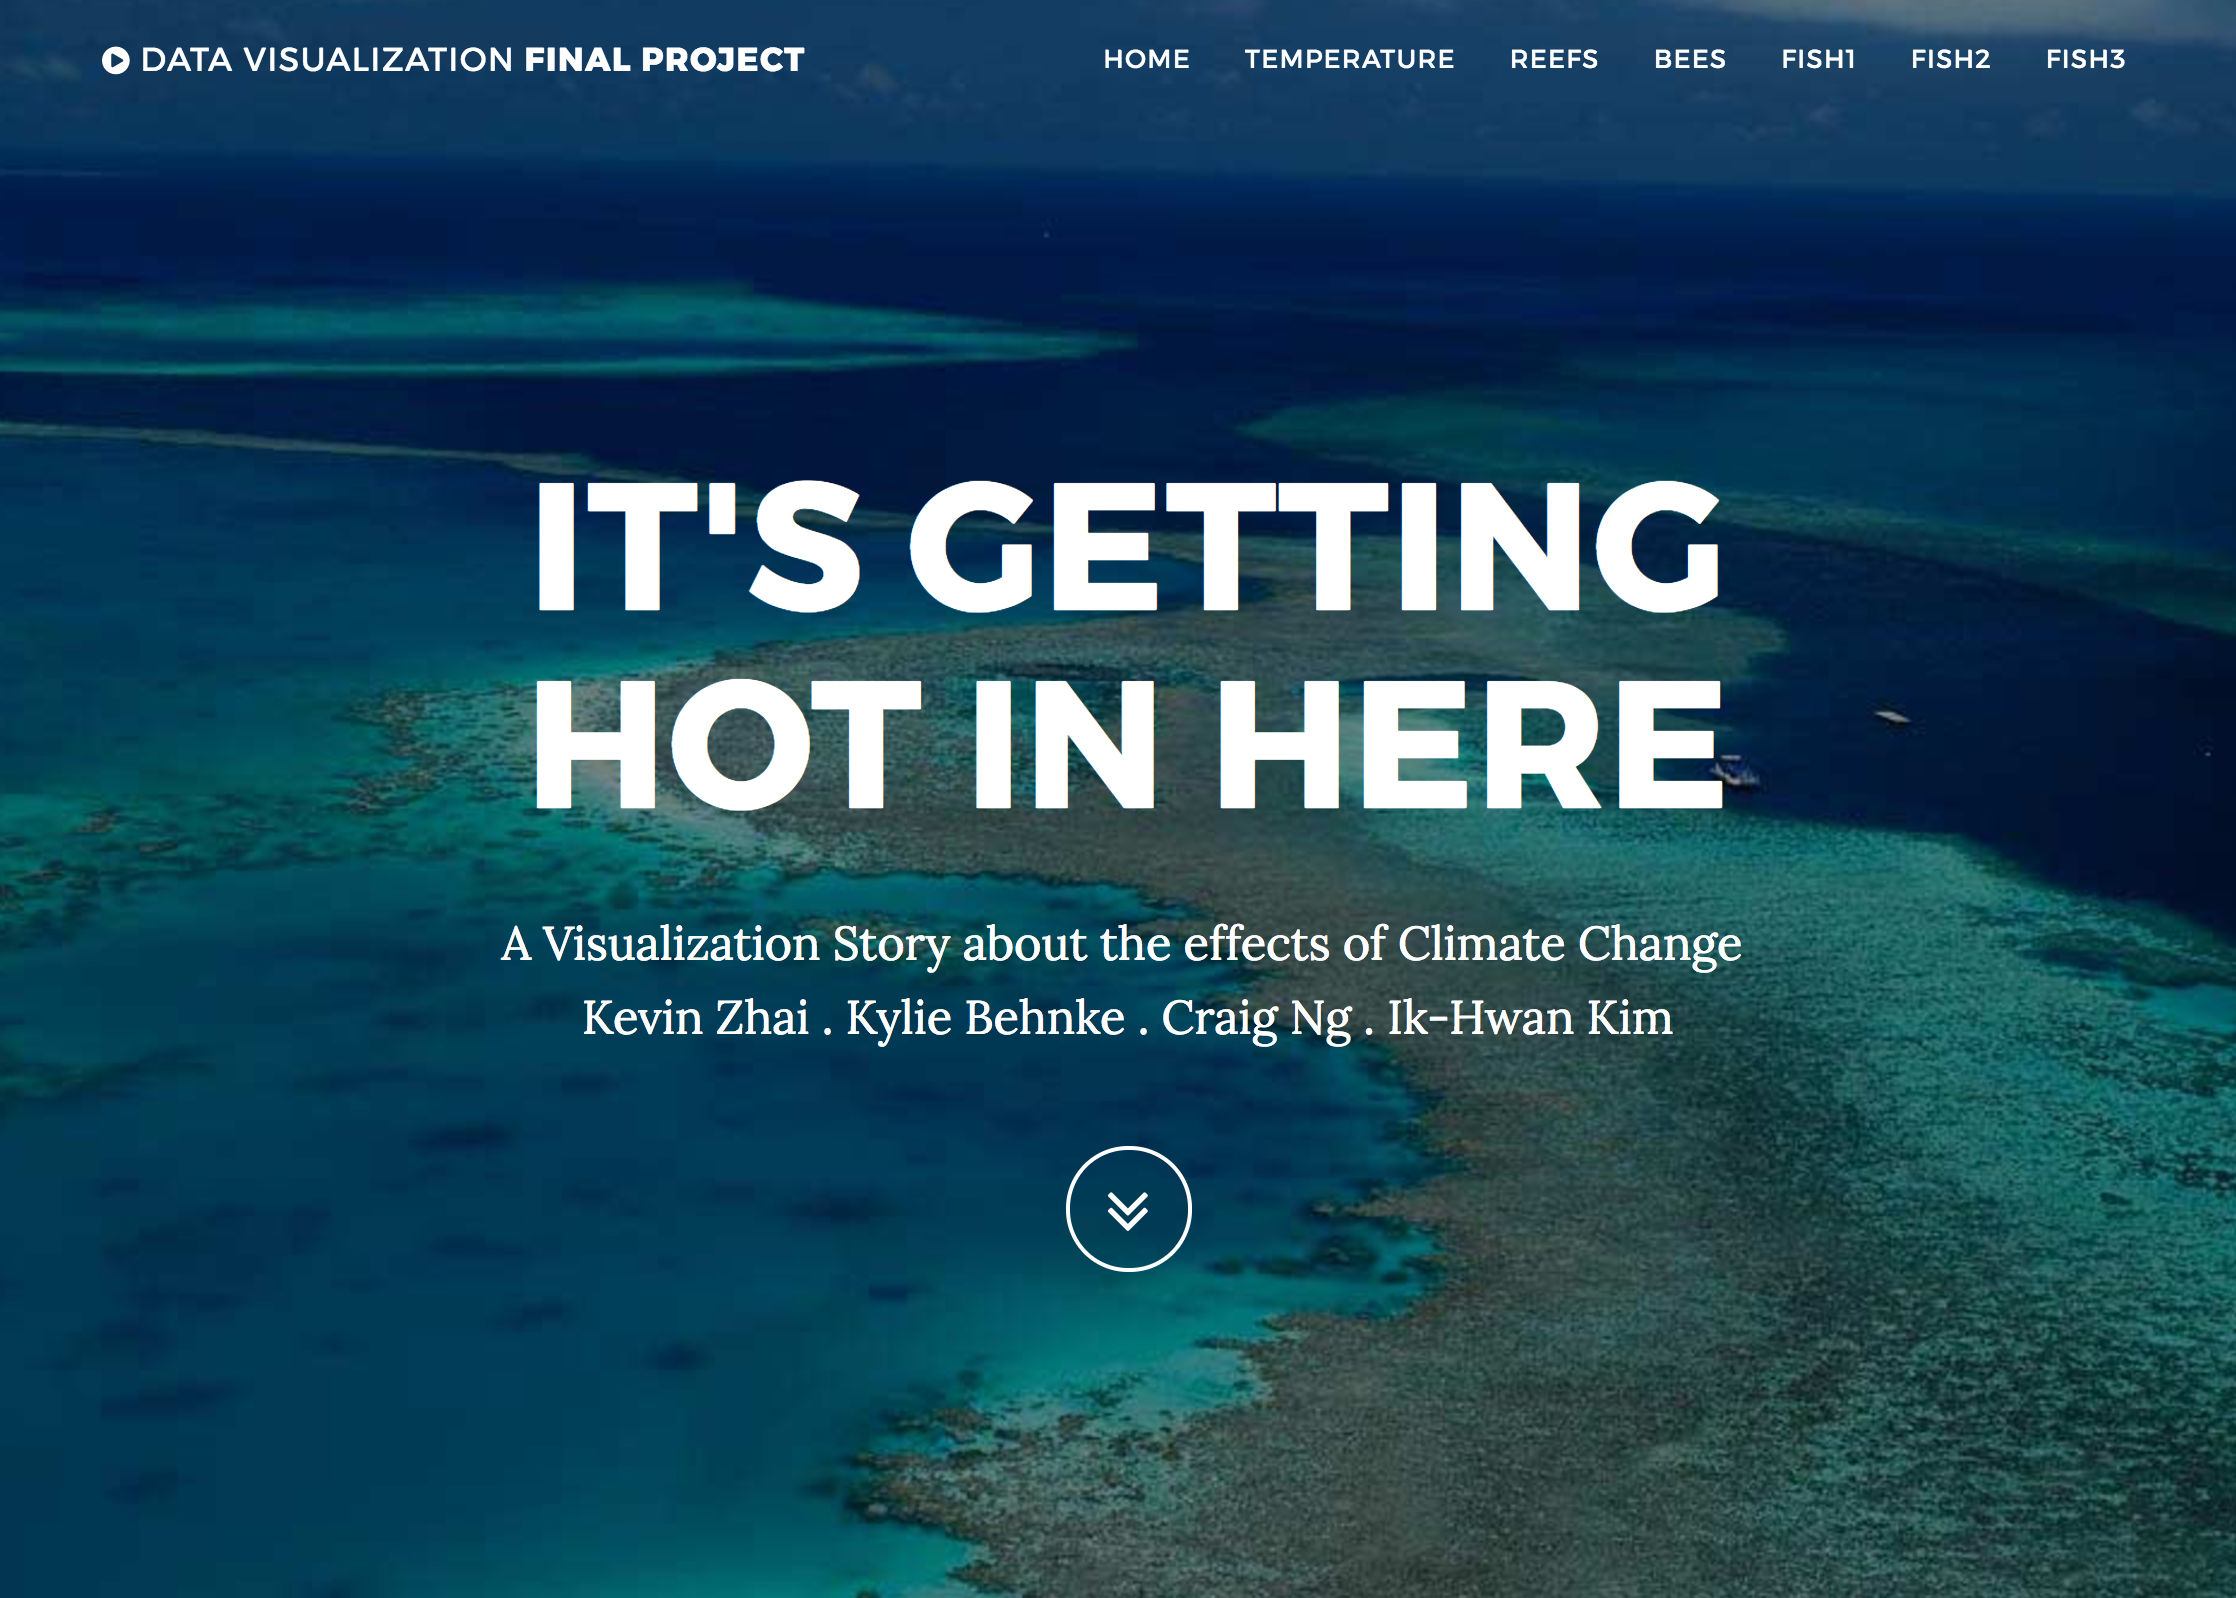 DATA VISUALIZATION FINAL PROJECT
HOME TEMPERATURE REEFS BEES FISH1 FISH2 FISH3
IT'S GETTING
HOT IN HERE
A Visualization Story about the effects of Climate Change
Kevin Zhai . Kylie Behnke . Craig Ng . Ik-Hwan Kim